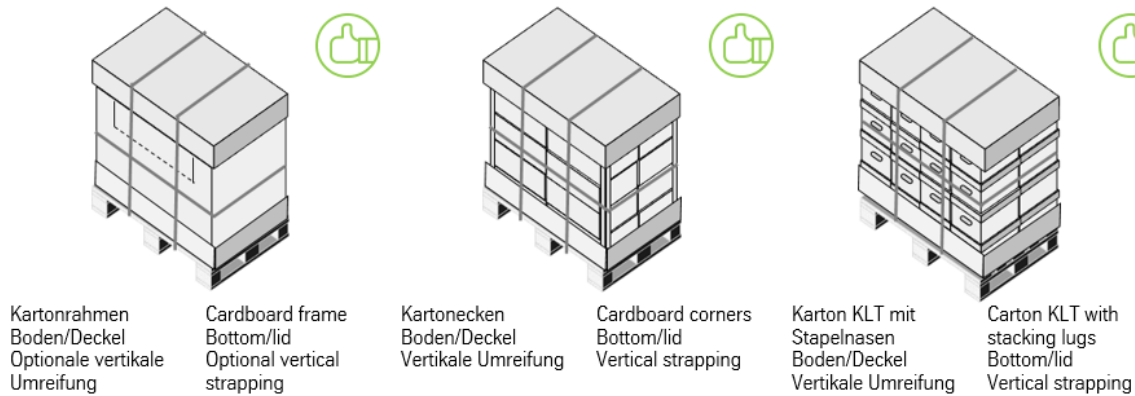 Kartonrahmen
Boden/Deckel
Optionale vertikale
Umreifung
Cardboard frame
Bottom/lid
Optional vertical
strapping
Kartonecken
Boden/Deckel
Vertikale Umreifung
Cardboard corners
Bottom/lid
Vertical strapping
Karton KLT mit
Stapelnasen
Boden/Deckel
Vertikale Umreifung
Carton KLT with
stacking lugs
Bottom/lid
Vertical strapping